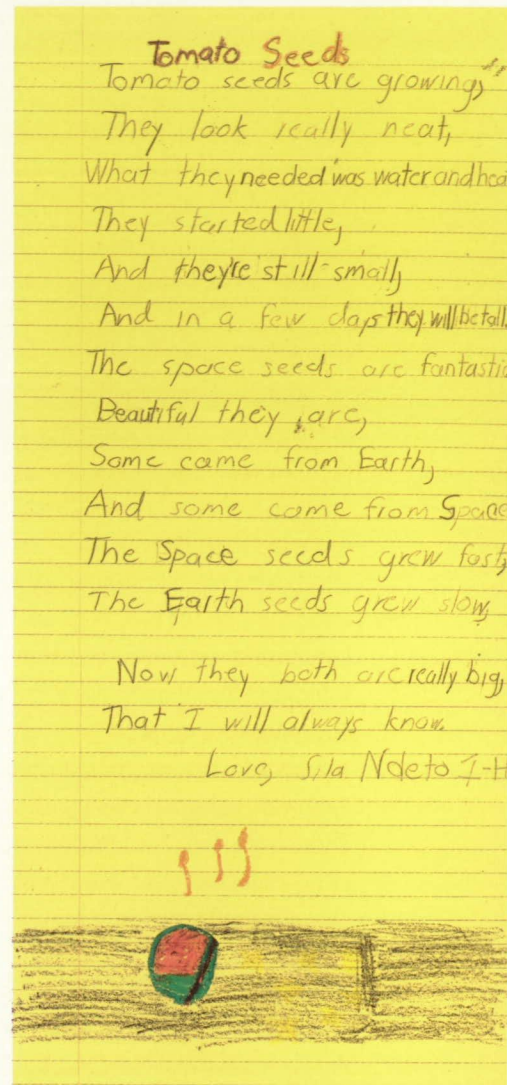 Tomato Seeds
Tomato seeds are growing,
They look really neat,
What they needed was water and hea
They started little,
And they're still small,
And in a few days they will be tall.
The space seeds are fantastic
Beautiful they are,
Some came from Earth,
And some come from Space
The Space seeds grew fast,
The Earth seeds grew slow,
Now they both are really big,
That I will always know.
Love, Sila Ndeto 1-H